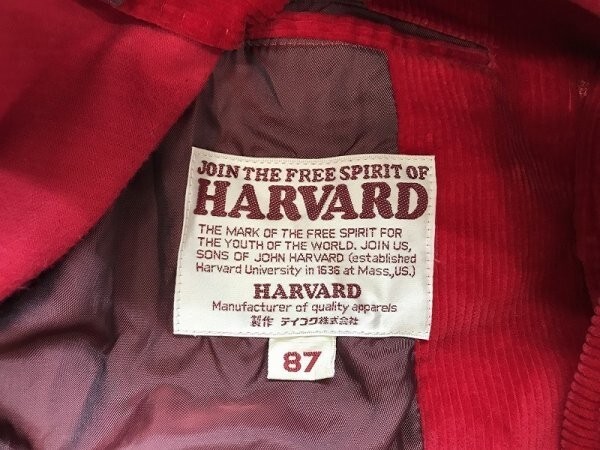 JOIN THE FREE SPIRIT OF
HARVARD
THE MARK OF THE FREE SPIRIT FOR
THE YOUTH OF THE WORLD. JOIN US,
SONS OF JOHN HARVARD (established
Harvard University in 1636 at Mass.,US.)
HARVARD
Manufacturer of quality apparels
製作 テイコク株式会社
87